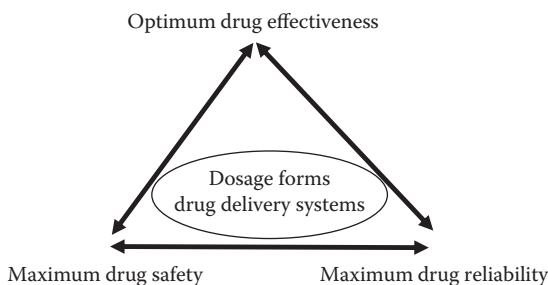 Optimum drug effectiveness
Dosage forms
drug delivery systems
Maximum drug safety
Maximum drug reliability